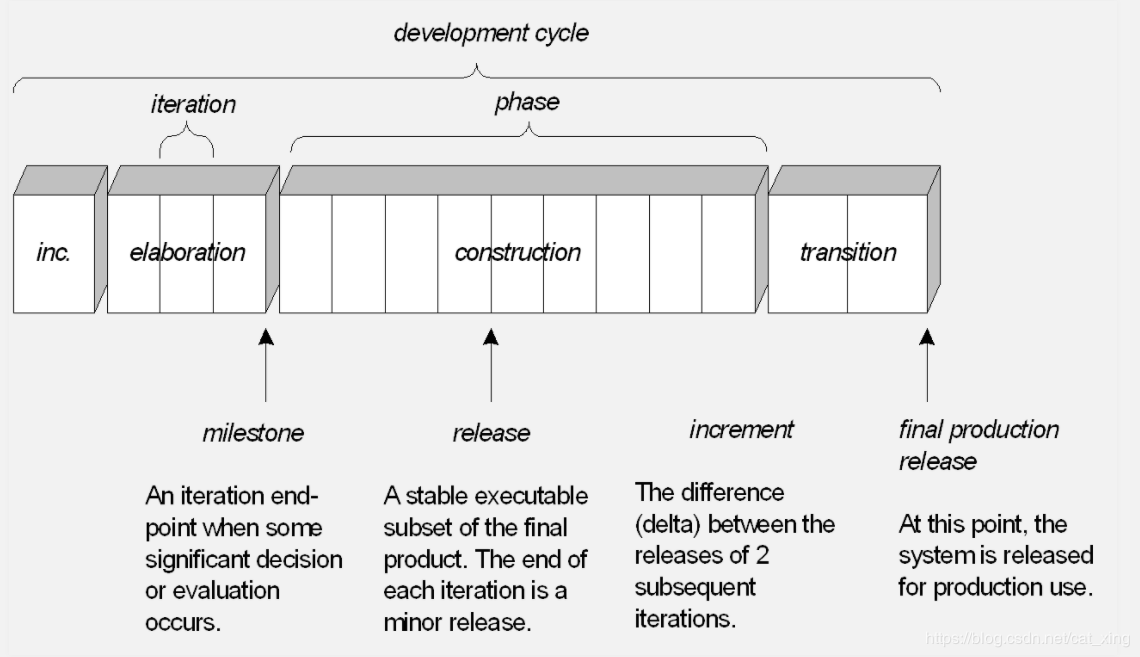 development cycle
iteration
phase
inc.
elaboration
construction
transition
milestone
An iteration end-
point when some
significant decision
or evaluation
occurs.
release
A stable executable
subset of the final
product. The end of
each iteration is a
minor release.
increment
The difference
(delta) between the
releases of 2
subsequent
iterations.
final production
release
At this point, the
system is released
for production use.
https://blog.csdn.net/cat_xing